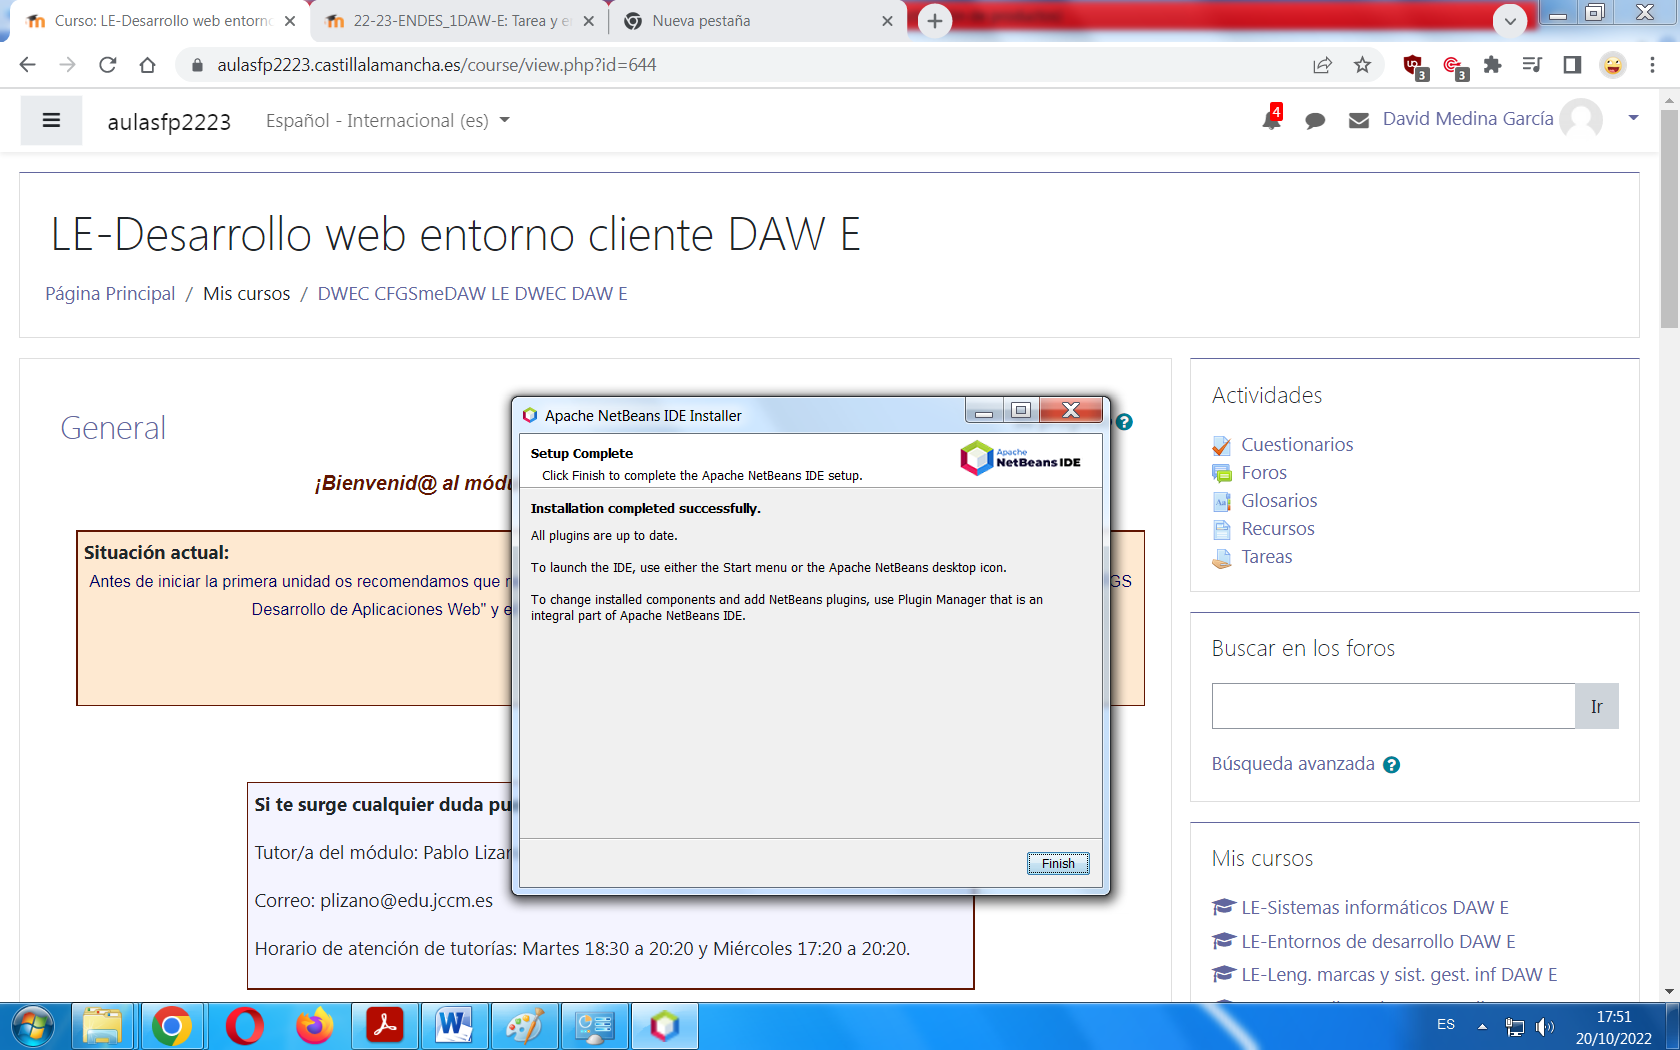 Curso: LE-Desarrollo web entorno
22-23-ENDES_1DAW-E: Tarea y e
Nueva pestaña
aulasfp2223.castillalamancha.es/course/view.php?id=644
3
3
aulasfp2223
Español - Internacional (es)
4
David Medina García
LE-Desarrollo web entorno cliente DAW E
Página Principal / Mis cursos / DWEC CFGSmeDAW LE DWEC DAW E
General
¡Bienvenid@ al módu
Situación actual:
Antes de iniciar la primera unidad os recomendamos que
GS
Desarrollo de Aplicaciones Web" y e
Si te surge cualquier duda pu
Tutor/a del módulo: Pablo Lizar
Correo: plizano@edu.jccm.es
Horario de atención de tutorías: Martes 18:30 a 20:20 y Miércoles 17:20 a 20:20.
Apache NetBeans IDE Installer
Setup Complete
Click Finish to complete the Apache NetBeans IDE setup.
Apache
NetBeans IDE
Installation completed successfully.
All plugins are up to date.
To launch the IDE, use either the Start menu or the Apache NetBeans desktop icon.
To change installed components and add NetBeans plugins, use Plugin Manager that is an
integral part of Apache NetBeans IDE.
Finish
Actividades
Cuestionarios
Foros
Glosarios
Recursos
Tareas
Buscar en los foros
Ir
Búsqueda avanzada
Mis cursos
LE-Sistemas informáticos DAW E
LE-Entornos de desarrollo DAW E
LE-Leng. marcas y sist. gest. inf DAW E
ES
17:51
20/10/2022